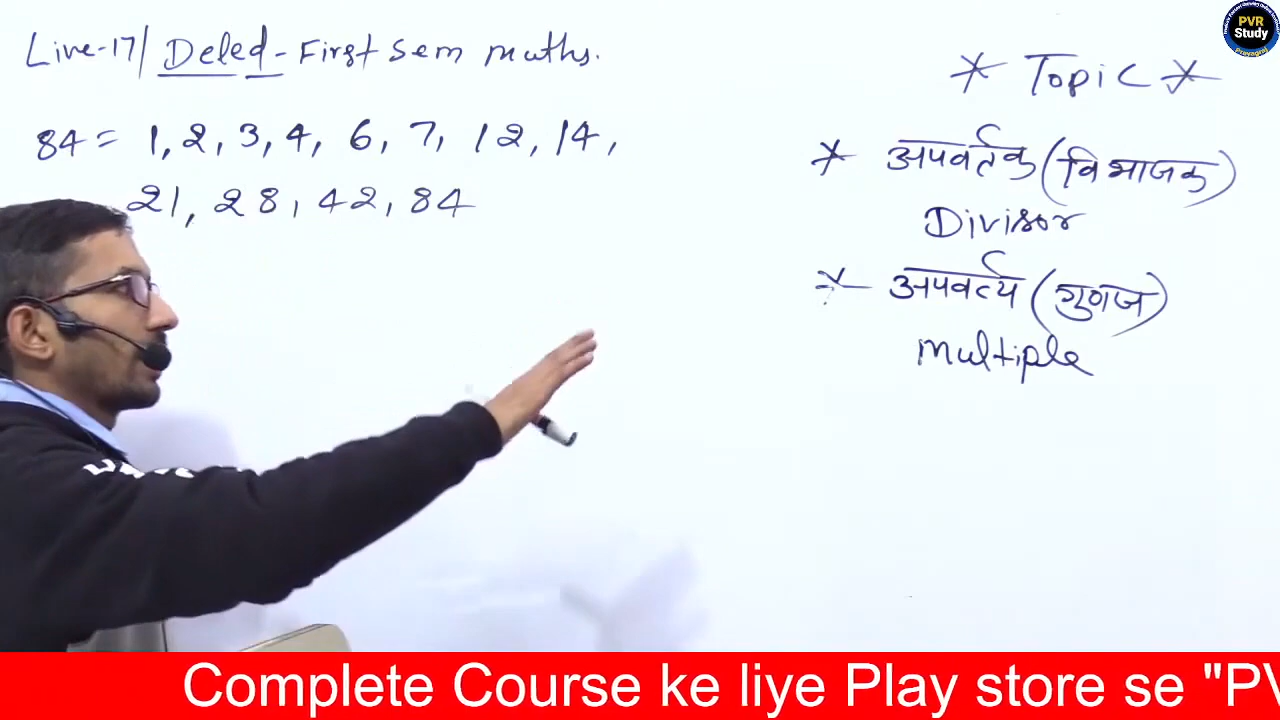 Live-17/ Deled - First Sem maths.
84 = 1, 2, 3, 4, 6, 7, 12, 14,
21, 28, 42, 84
* Topic *
* अपवर्तक (विभाजक)
Divisor
* अपवर्त्य (गुणज)
multiple
PVR
Study
Prayagraj
Complete Course ke liye Play store se "PV